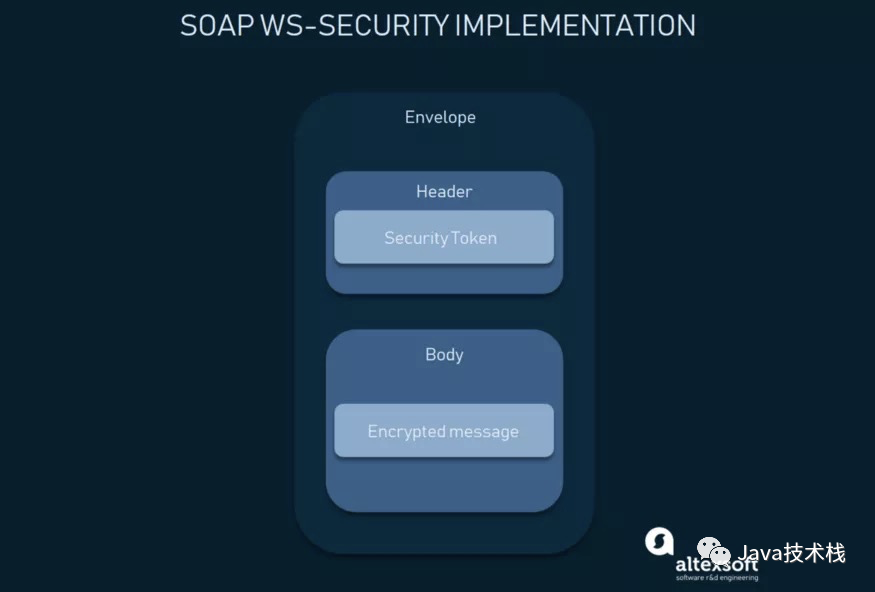 SOAP WS-SECURITY IMPLEMENTATION
Envelope
Header
Security Token
Body
Encrypted message
Java技术栈
altexsoft
software r&d engineering